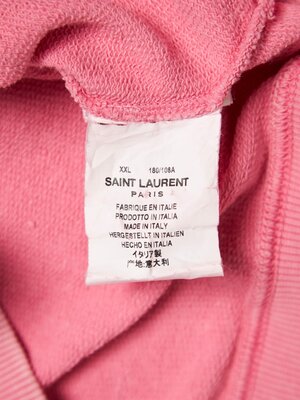 XXL 180/108A
SAINT LAURENT
PARIS
FABRIQUE EN ITALIE
PRODOTTO IN ITALIA
MADE IN ITALY
HERGESTELLT IN ITALIEN
HECHO EN ITALIA
イタリア製
产地:意大利